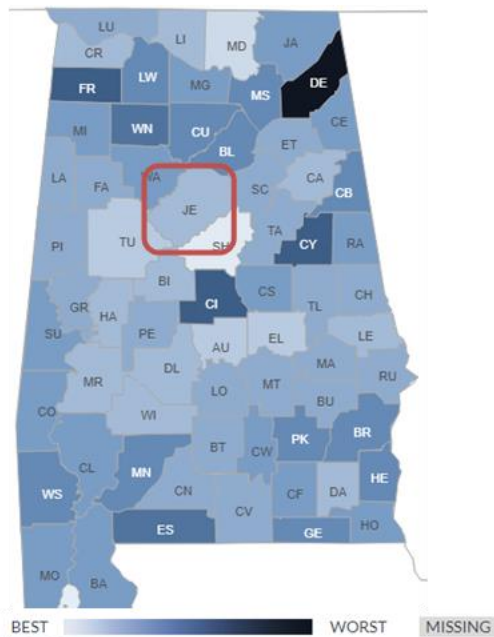 LU
LI
MD
JA
CR
FR
LW
MG
MS
DE
MI
WN
CU
BL
CE
ET
LA
FA
WA
JE
SC
CA
CB
PI
TU
SH
TA
CY
RA
BI
GR
HA
CI
CS
TL
CH
SU
PE
AU
EL
LE
MR
DL
LO
MT
MA
RU
CO
WI
BU
BT
CW
PK
BR
CL
MN
WS
CN
CF
DA
HE
CV
ES
GE
HO
MO
BA
BEST WORST MISSING